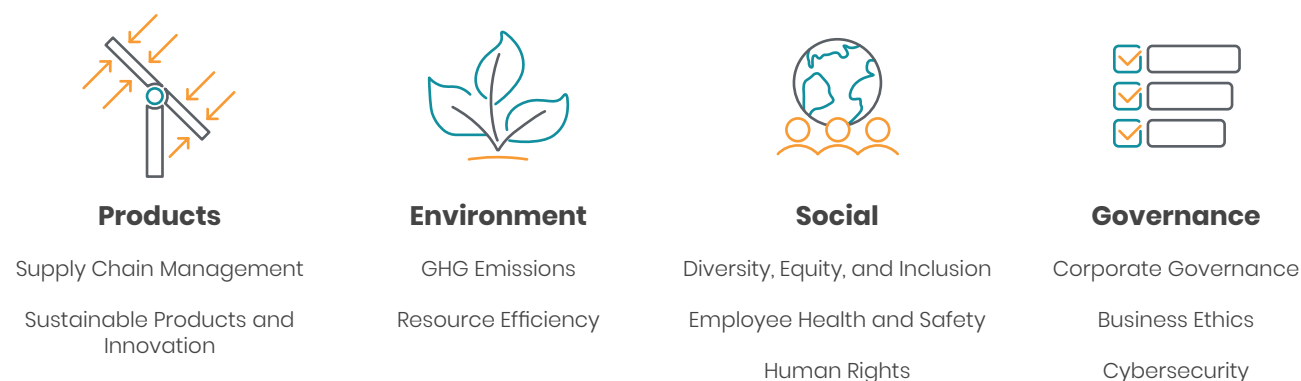 Products
Supply Chain Management
Sustainable Products and
Innovation
Environment
GHG Emissions
Resource Efficiency
Social
Diversity, Equity, and Inclusion
Employee Health and Safety
Human Rights
Governance
Corporate Governance
Business Ethics
Cybersecurity